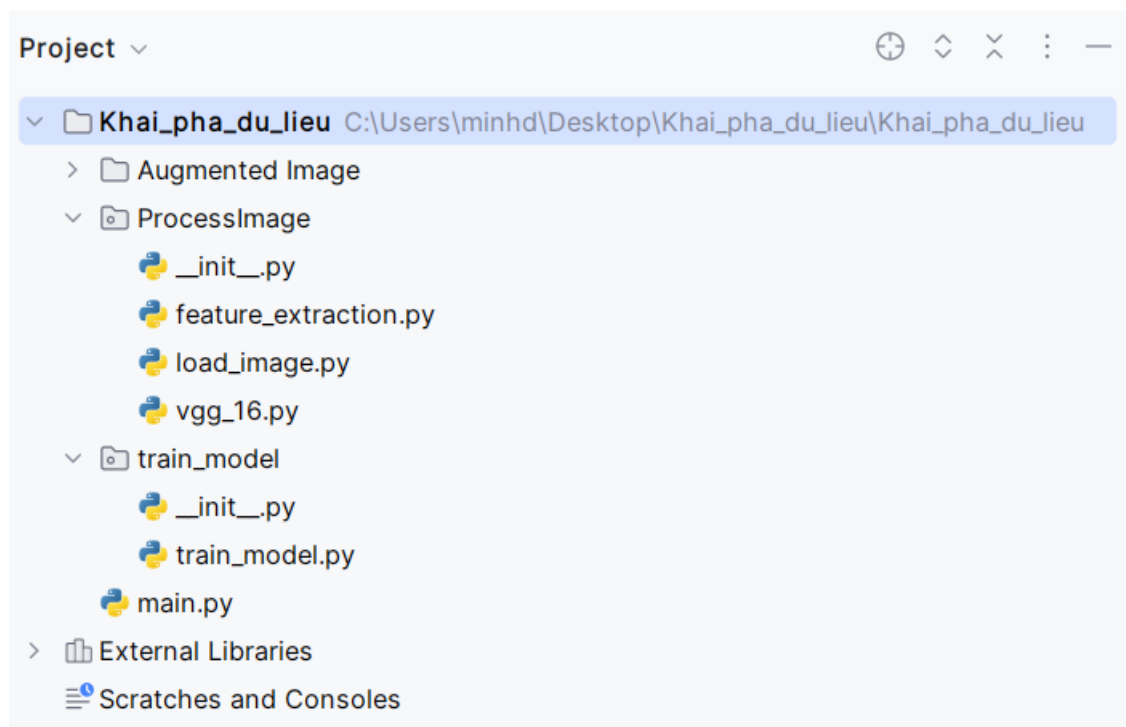 Project
Khai_pha_du_lieu C:\Users\minhd\Desktop\Khai_pha_du_lieu\Khai_pha_du_lieu
Augmented Image
ProcessImage
__init__.py
feature_extraction.py
load_image.py
vgg_16.py
train_model
__init__.py
train_model.py
main.py
External Libraries
Scratches and Consoles